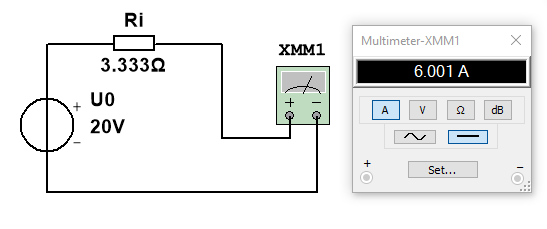 Ri
3.333Ω
XMM1
+ −
+
U0
20V
−
Multimeter-XMM1
6.001 A
A V Ω dB
+ −
Set...